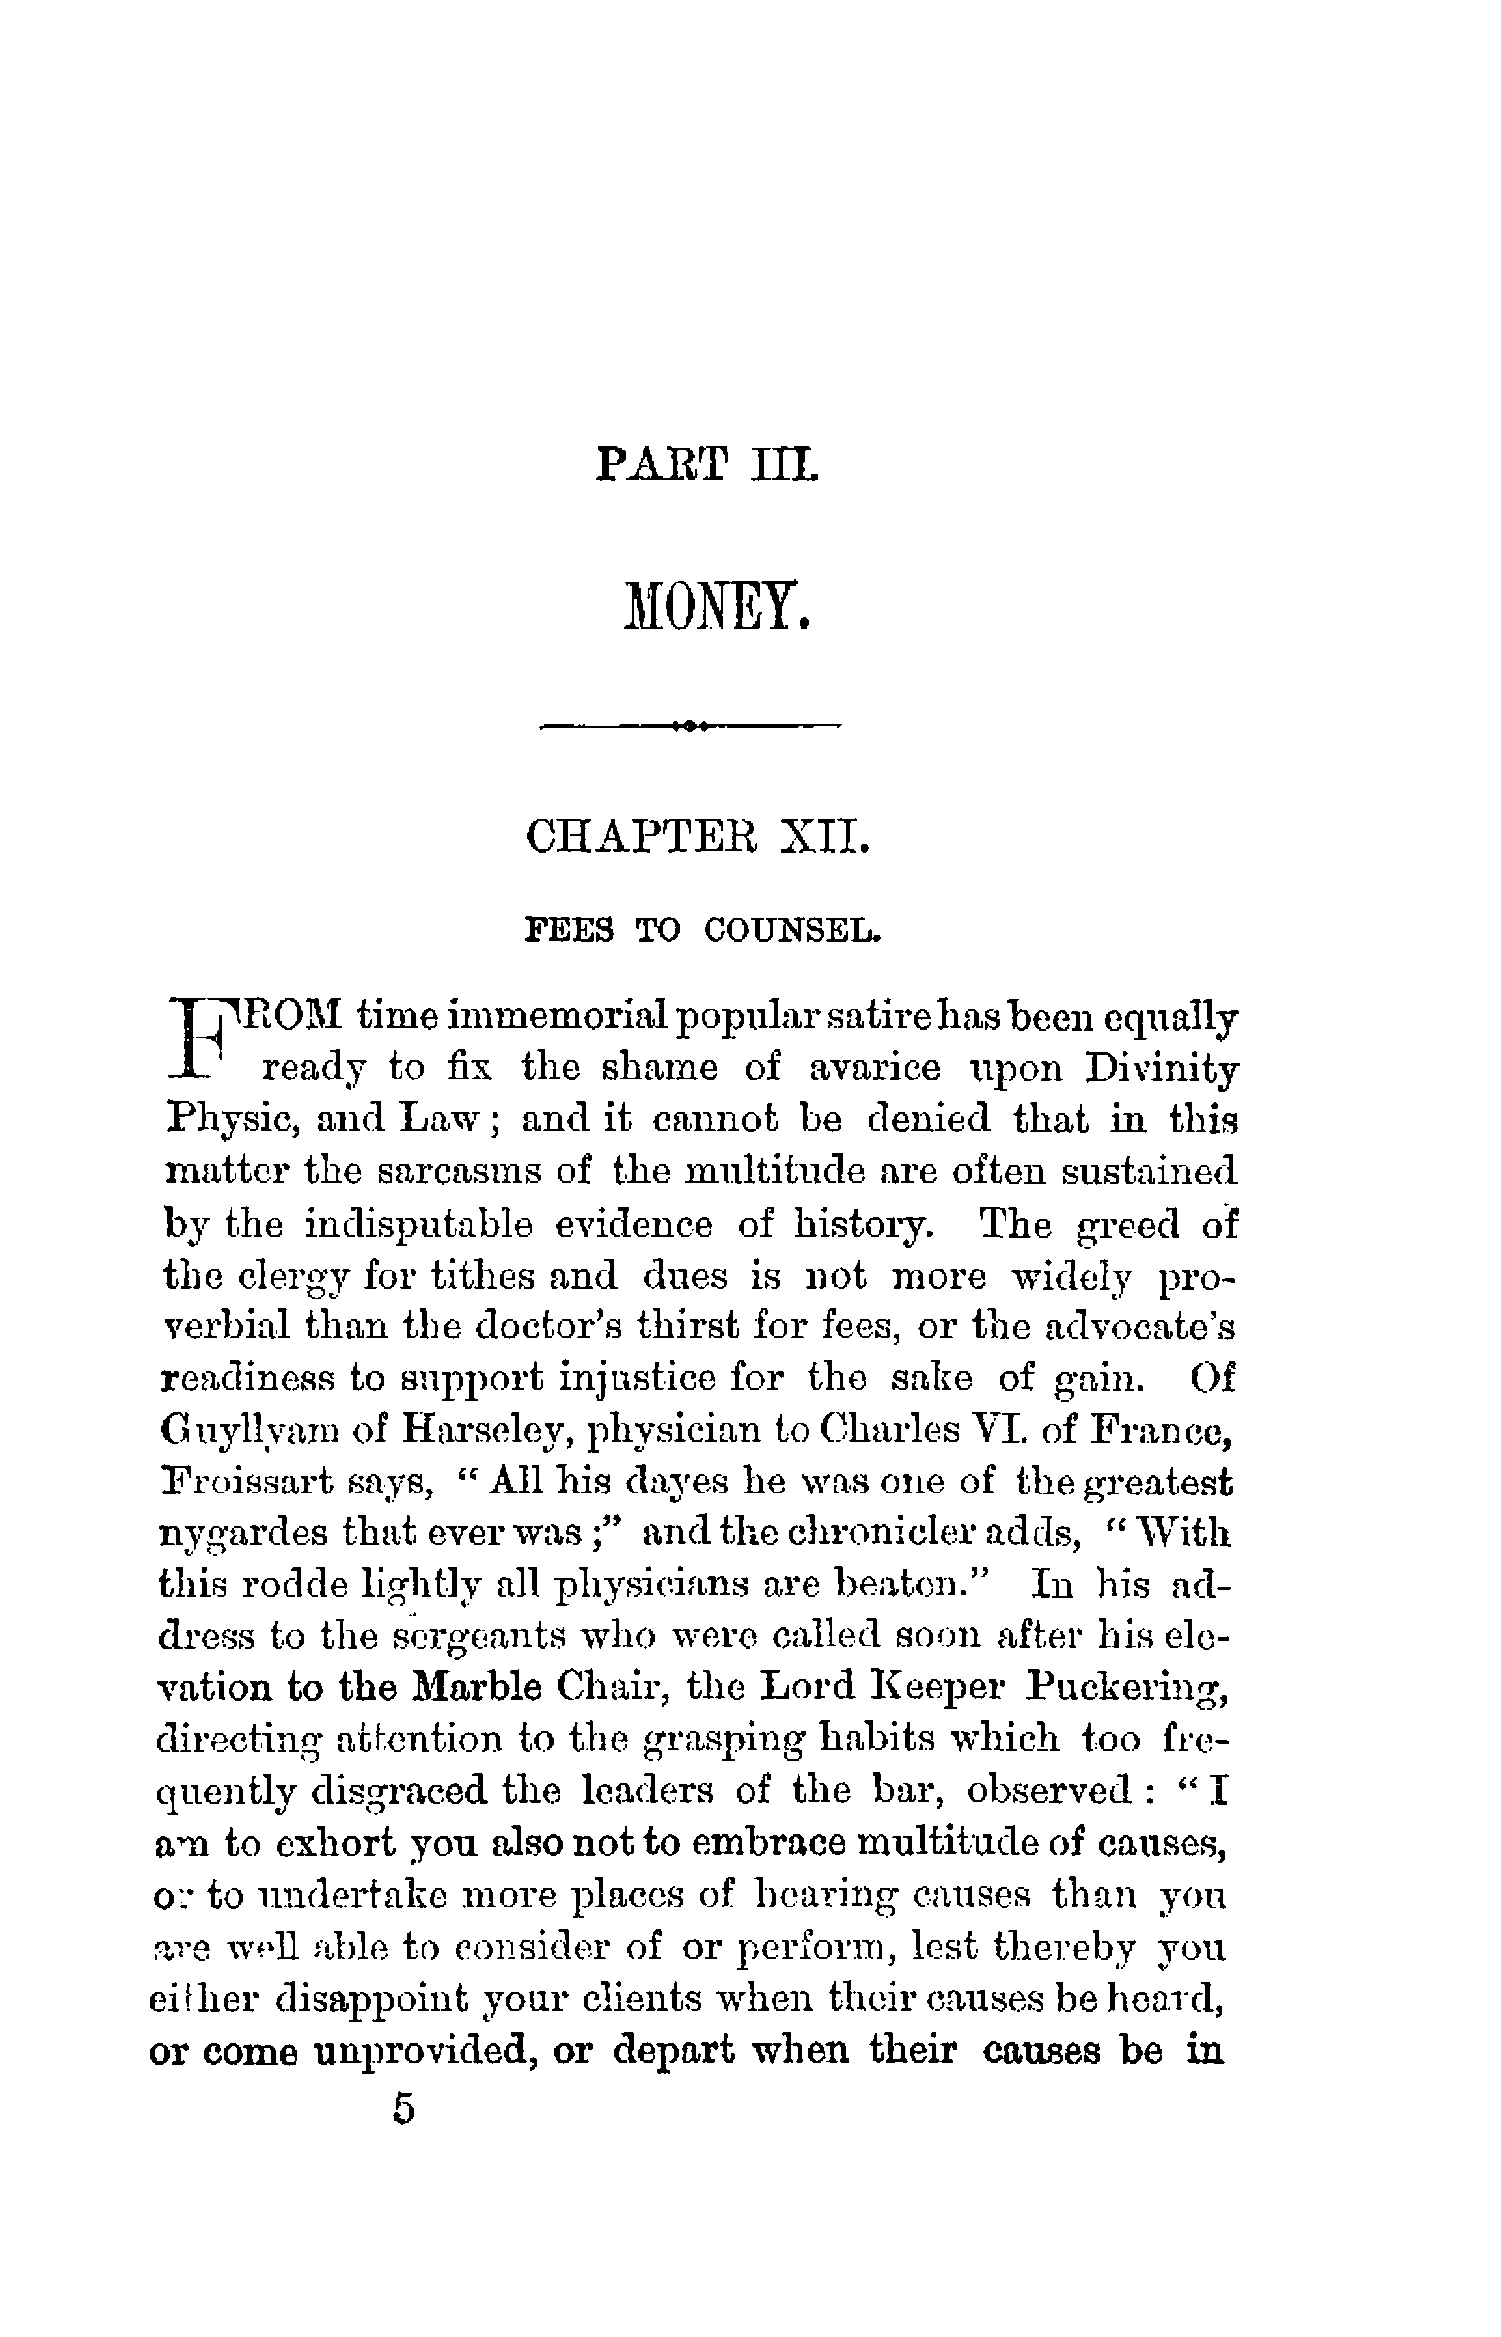 PART III.
MONEY.
CHAPTER XII.
FEES TO COUNSEL.
FROM time immemorial popular satire has been equally
ready to fix the shame of avarice upon Divinity
Physic, and Law; and it cannot be denied that in this
matter the sarcasms of the multitude are often sustained
by the indisputable evidence of history. The greed of
the clergy for tithes and dues is not more widely pro-
verbial than the doctor's thirst for fees, or the advocate's
readiness to support injustice for the sake of gain. Of
Guyllyam of Harseley, physician to Charles VI. of France,
Froissart says, “All his dayes he was one of the greatest
nygardes that ever was;” and the chronicler adds, “With
this rodde lightly all physicians are beaten.” In his ad-
dress to the sergeants who were called soon after his ele-
vation to the Marble Chair, the Lord Keeper Puckering,
directing attention to the grasping habits which too fre-
quently disgraced the leaders of the bar, observed: “I
am to exhort you also not to embrace multitude of causes,
or to undertake more places of hearing causes than you
are well able to consider of or perform, lest thereby you
either disappoint your clients when their causes be heard,
or come unprovided, or depart when their causes be in
5